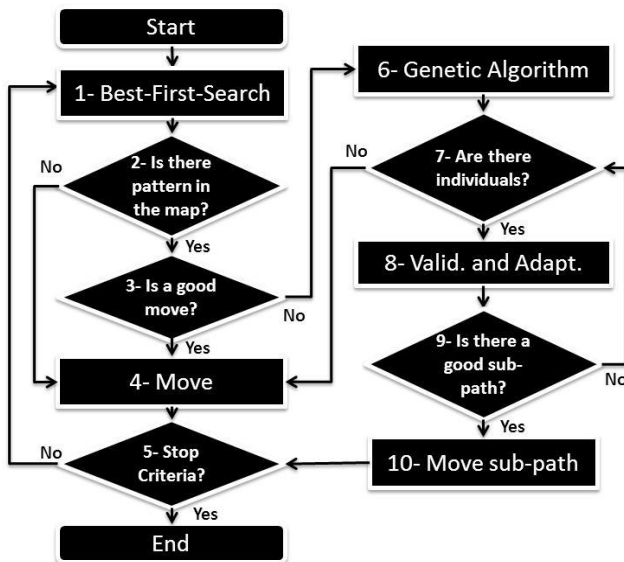 Start
1- Best-First-Search
No
2- Is there
pattern in
the map?
Yes
3- Is a good
move?
No
Yes
4- Move
No
5- Stop
Criteria?
Yes
End
6- Genetic Algorithm
No
7- Are there
individuals?
Yes
8- Valid. and Adapt.
9- Is there a
good sub-
path?
No
Yes
10- Move sub-path